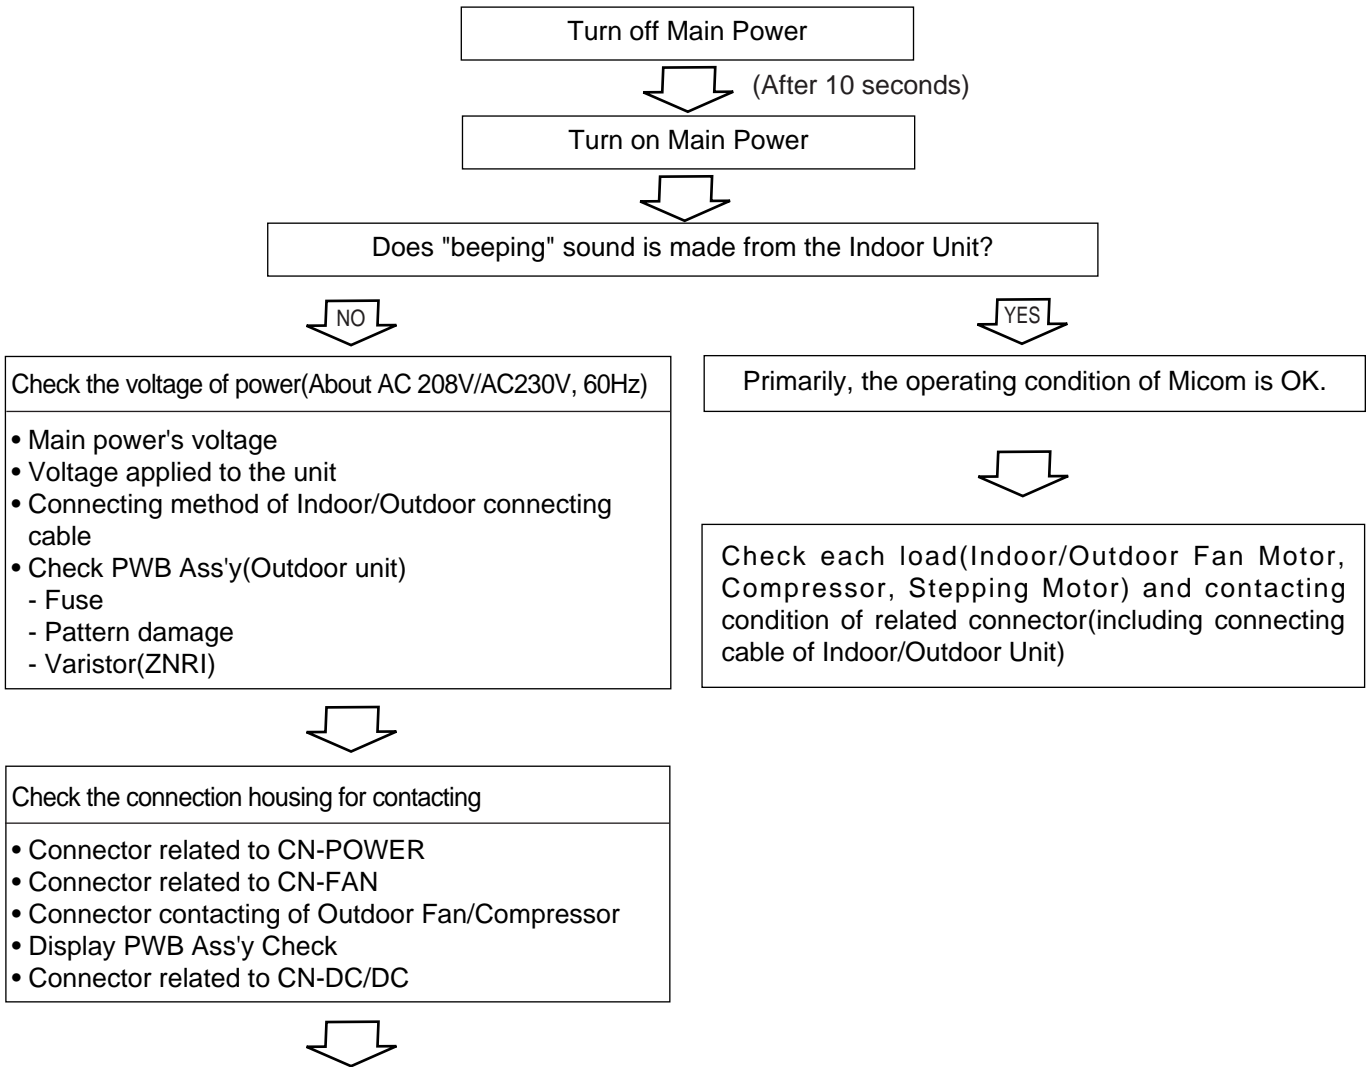 Turn off Main Power
(After 10 seconds)
Turn on Main Power
Does "beeping" sound is made from the Indoor Unit?
NO
YES
Check the voltage of power(About AC 208V/AC230V, 60Hz)
• Main power's voltage
• Voltage applied to the unit
• Connecting method of Indoor/Outdoor connecting
cable
• Check PWB Ass'y(Outdoor unit)
- Fuse
- Pattern damage
- Varistor(ZNRI)
Primarily, the operating condition of Micom is OK.
Check each load(Indoor/Outdoor Fan Motor,
Compressor, Stepping Motor) and contacting
condition of related connector(including connecting
cable of Indoor/Outdoor Unit)
Check the connection housing for contacting
• Connector related to CN-POWER
• Connector related to CN-FAN
• Connector contacting of Outdoor Fan/Compressor
• Display PWB Ass'y Check
• Connector related to CN-DC/DC